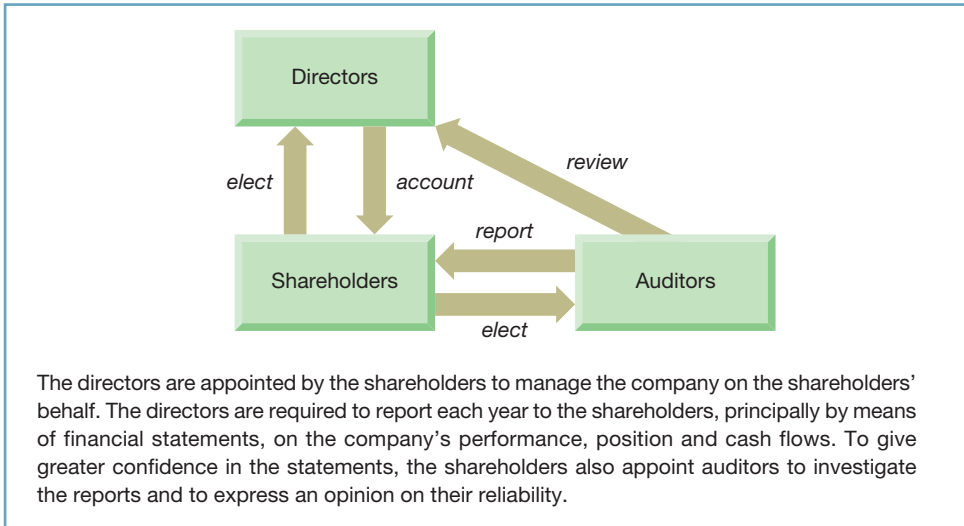 Directors
elect
account
review
report
Shareholders
Auditors
elect
The directors are appointed by the shareholders to manage the company on the shareholders’
behalf. The directors are required to report each year to the shareholders, principally by means
of financial statements, on the company’s performance, position and cash flows. To give
greater confidence in the statements, the shareholders also appoint auditors to investigate
the reports and to express an opinion on their reliability.